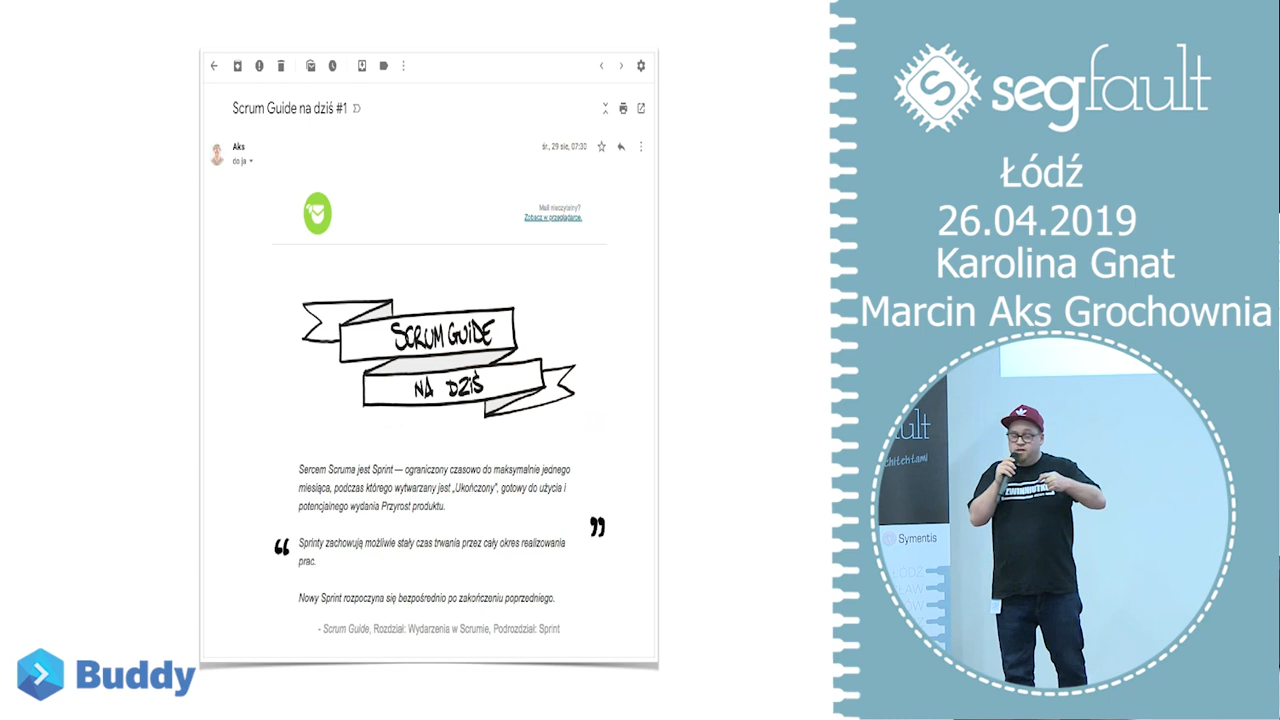 Scrum Guide na dziś #1
Aks
do ja
śr., 29 sie, 07:30
Mail nieczytelny?
Zobacz w przeglądarce.
SCRUM GUIDE
NA DZIŚ
Sercem Scruma jest Sprint — ograniczony czasowo do maksymalnie jednego
miesiąca, podczas którego wytwarzany jest „Ukończony”, gotowy do użycia i
potencjalnego wydania Przyrost produktu.
Sprinty zachowują możliwie stały czas trwania przez cały okres realizowania
prac.
Nowy Sprint rozpoczyna się bezpośrednio po zakończeniu poprzedniego.
- Scrum Guide, Rozdział: Wydarzenia w Scrumie, Podrozdział: Sprint
Buddy
segfault
Łódź
26.04.2019
Karolina Gnat
Marcin Aks Grochownia
Symentis